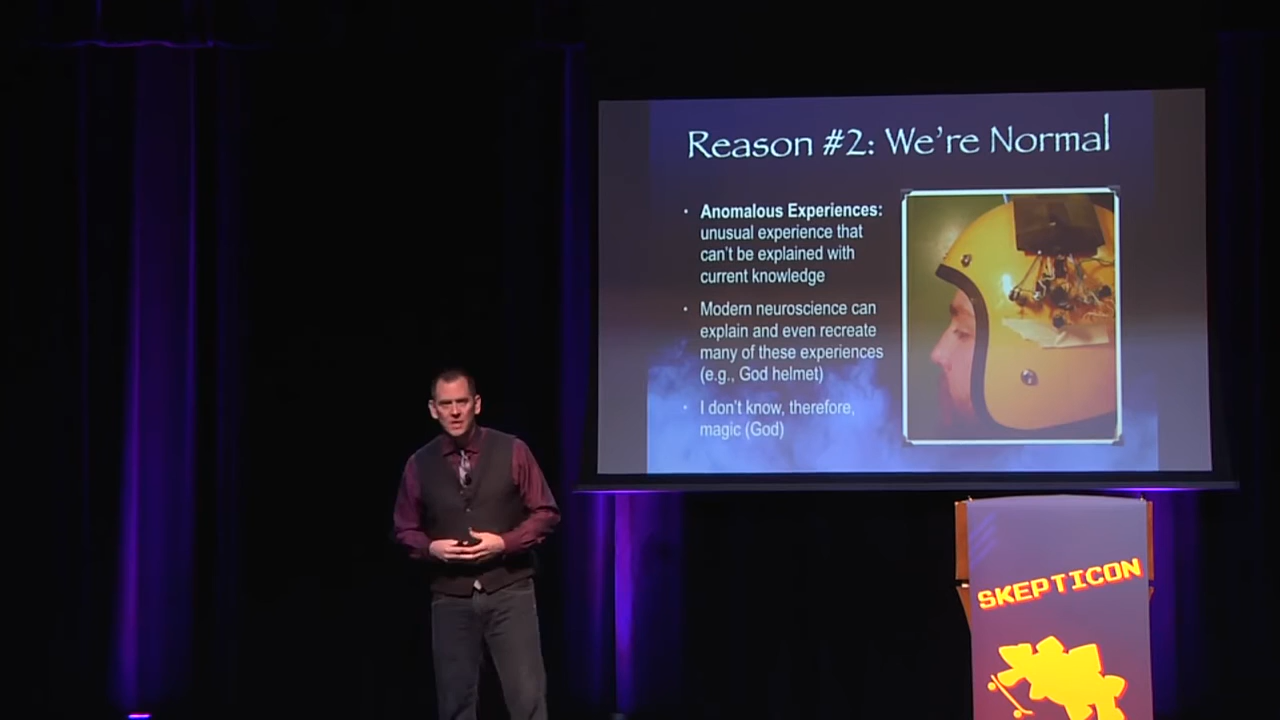 Reason #2: We're Normal
• Anomalous Experiences:
unusual experience that
can't be explained with
current knowledge
• Modern neuroscience can
explain and even recreate
many of these experiences
(e.g., God helmet)
• I don't know, therefore,
magic (God)
SKEPTICON